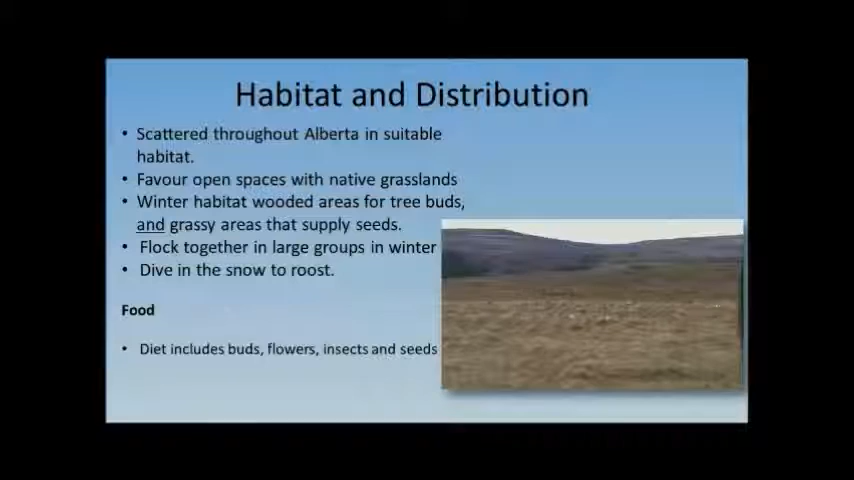 Habitat and Distribution
• Scattered throughout Alberta in suitable
habitat.
• Favour open spaces with native grasslands
• Winter habitat wooded areas for tree buds,
and grassy areas that supply seeds.
• Flock together in large groups in winter
• Dive in the snow to roost.
Food
• Diet includes buds, flowers, insects and seeds